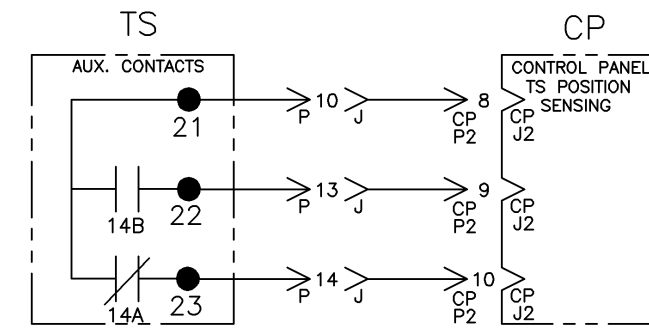 TS
CP
AUX. CONTACTS
CONTROL PANEL
TS POSITION
SENSING
21
P
10
J
8
CP
P2
CP
J2
14B
22
P
13
J
9
CP
P2
CP
J2
14A
23
P
14
J
10
CP
P2
CP
J2